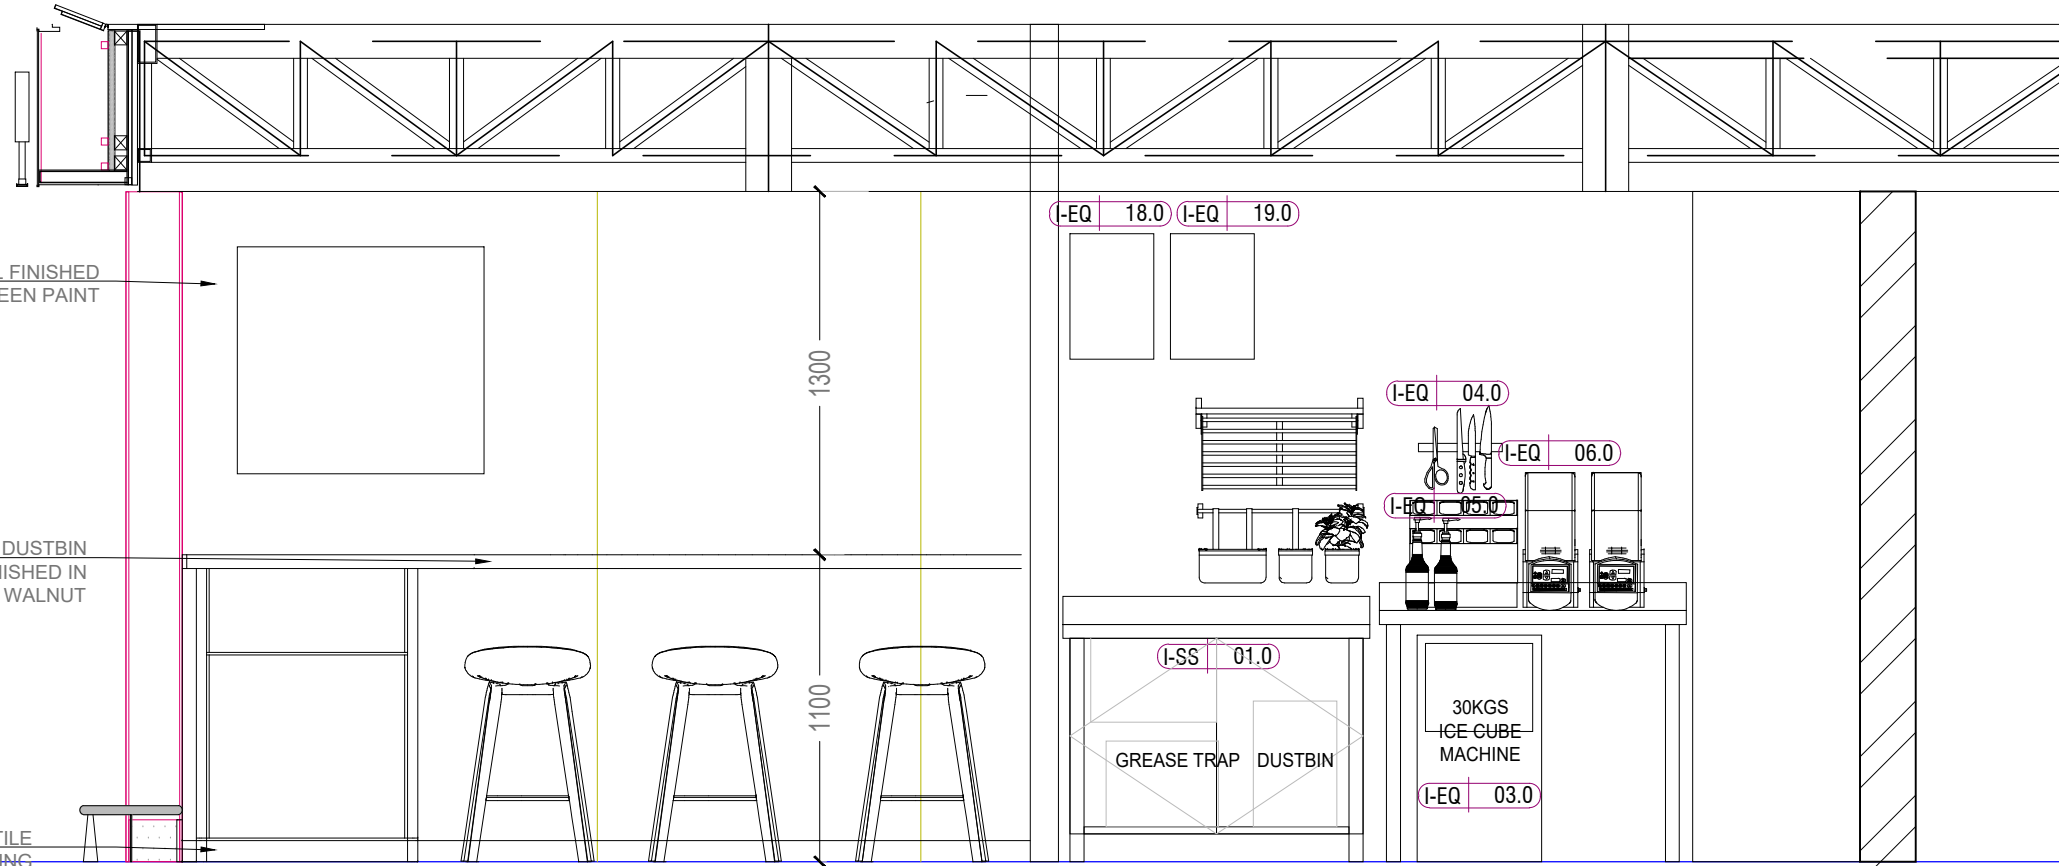 I-EQ 18.0
I-EQ 19.0
FINISHED
EEN PAINT
1300
I-EQ 04.0
I-EQ 06.0
I-EQ 05.0
DUSTBIN
NISHED IN
WALNUT
I-SS 01.0
1100
30KGS
ICE CUBE
MACHINE
GREASE TRAP
DUSTBIN
I-EQ 03.0
TILE